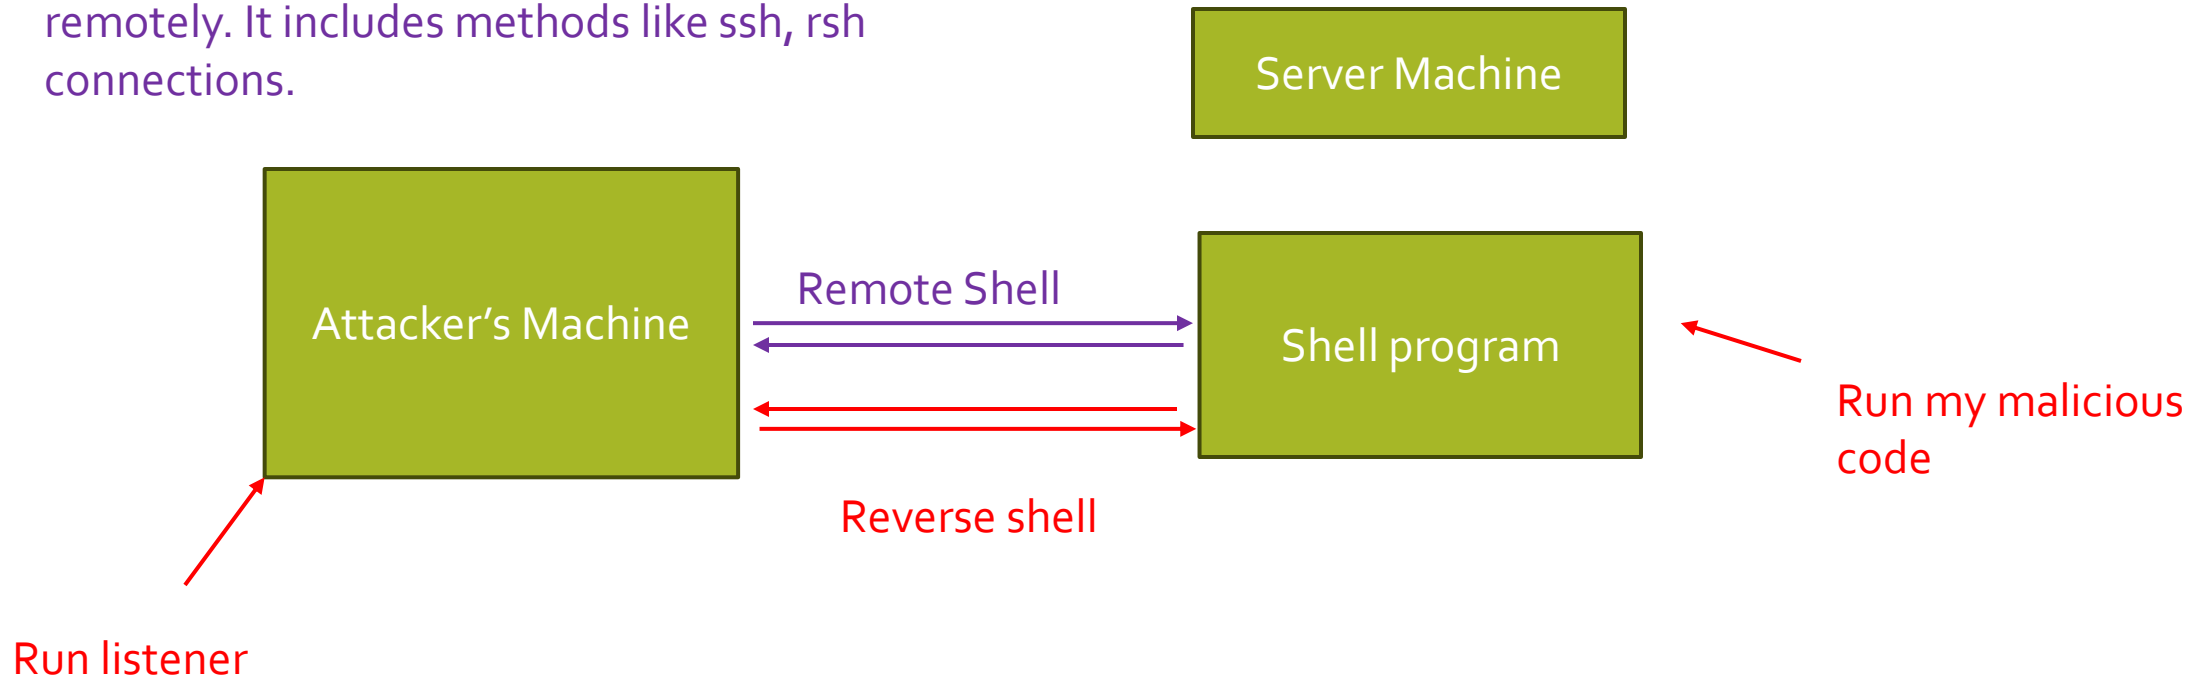 remotely. It includes methods like ssh, rsh
connections.
Server Machine
Attacker’s Machine
Remote Shell
Shell program
Run my malicious
code
Reverse shell
Run listener